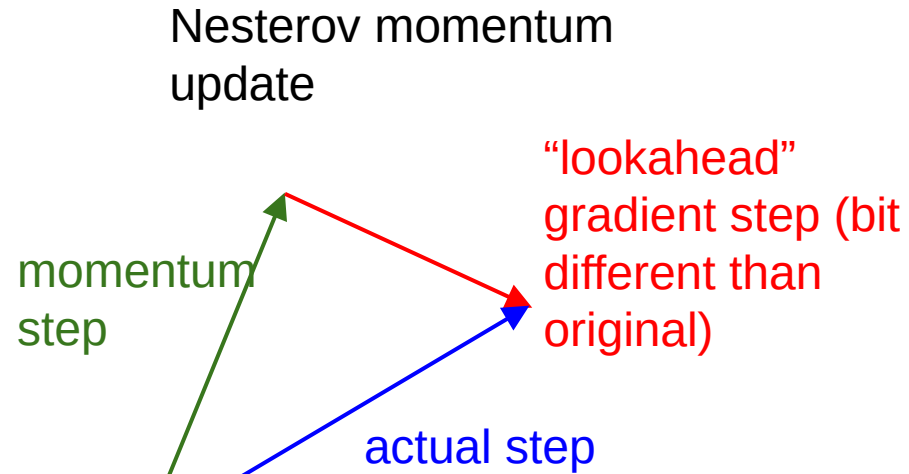 Nesterov momentum
update
“lookahead”
gradient step (bit
different than
original)
momentum
step
actual step